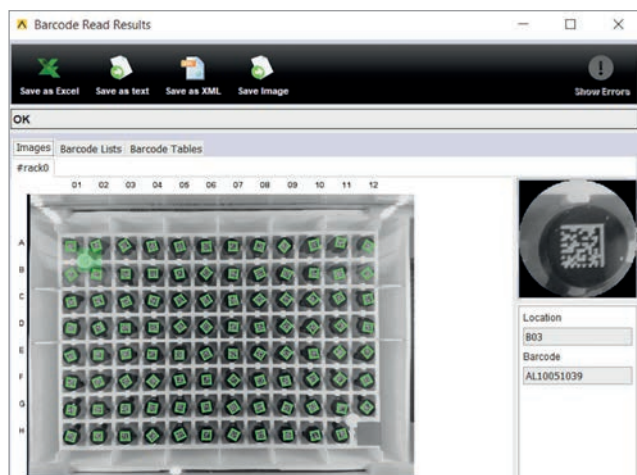 Barcode Read Results
Save as Excel Save as text Save as XML Save Image Show Errors
OK
Images Barcode Lists Barcode Tables
#rack0
01 02 03 04 05 06 07 08 09 10 11 12
A
B
C
D
E
F
G
H
Location
B03
Barcode
AL10051039